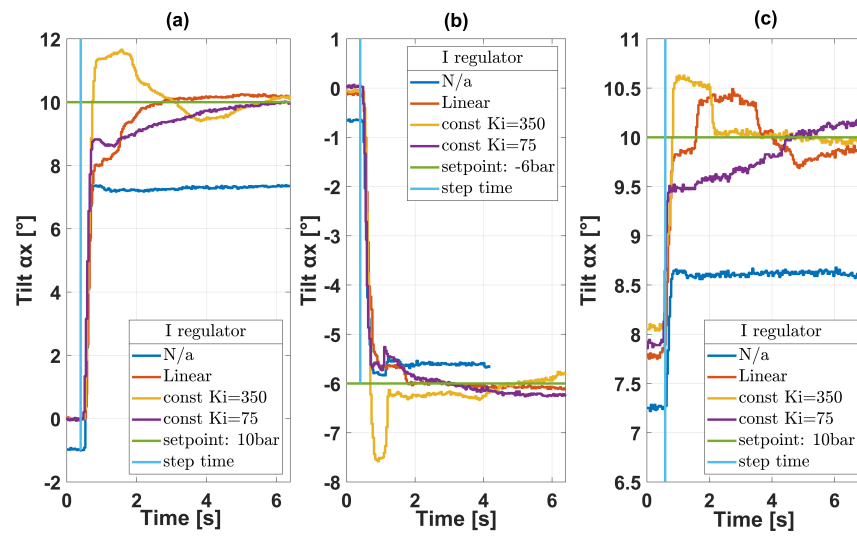 (a)
12
10
8
6
4
2
0
-2
Tilt αx [°]
0
2
4
6
Time [s]
I regulator
N/a
Linear
const Ki=350
const Ki=75
setpoint: 10bar
step time
(b)
1
0
-1
-2
-3
-4
-5
-6
-7
-8
Tilt αx [°]
0
2
4
6
Time [s]
I regulator
N/a
Linear
const Ki=350
const Ki=75
setpoint: -6bar
step time
(c)
11
10.5
10
9.5
9
8.5
8
7.5
7
6.5
Tilt αx [°]
0
2
4
6
Time [s]
I regulator
N/a
Linear
const Ki=350
const Ki=75
setpoint: 10bar
step time